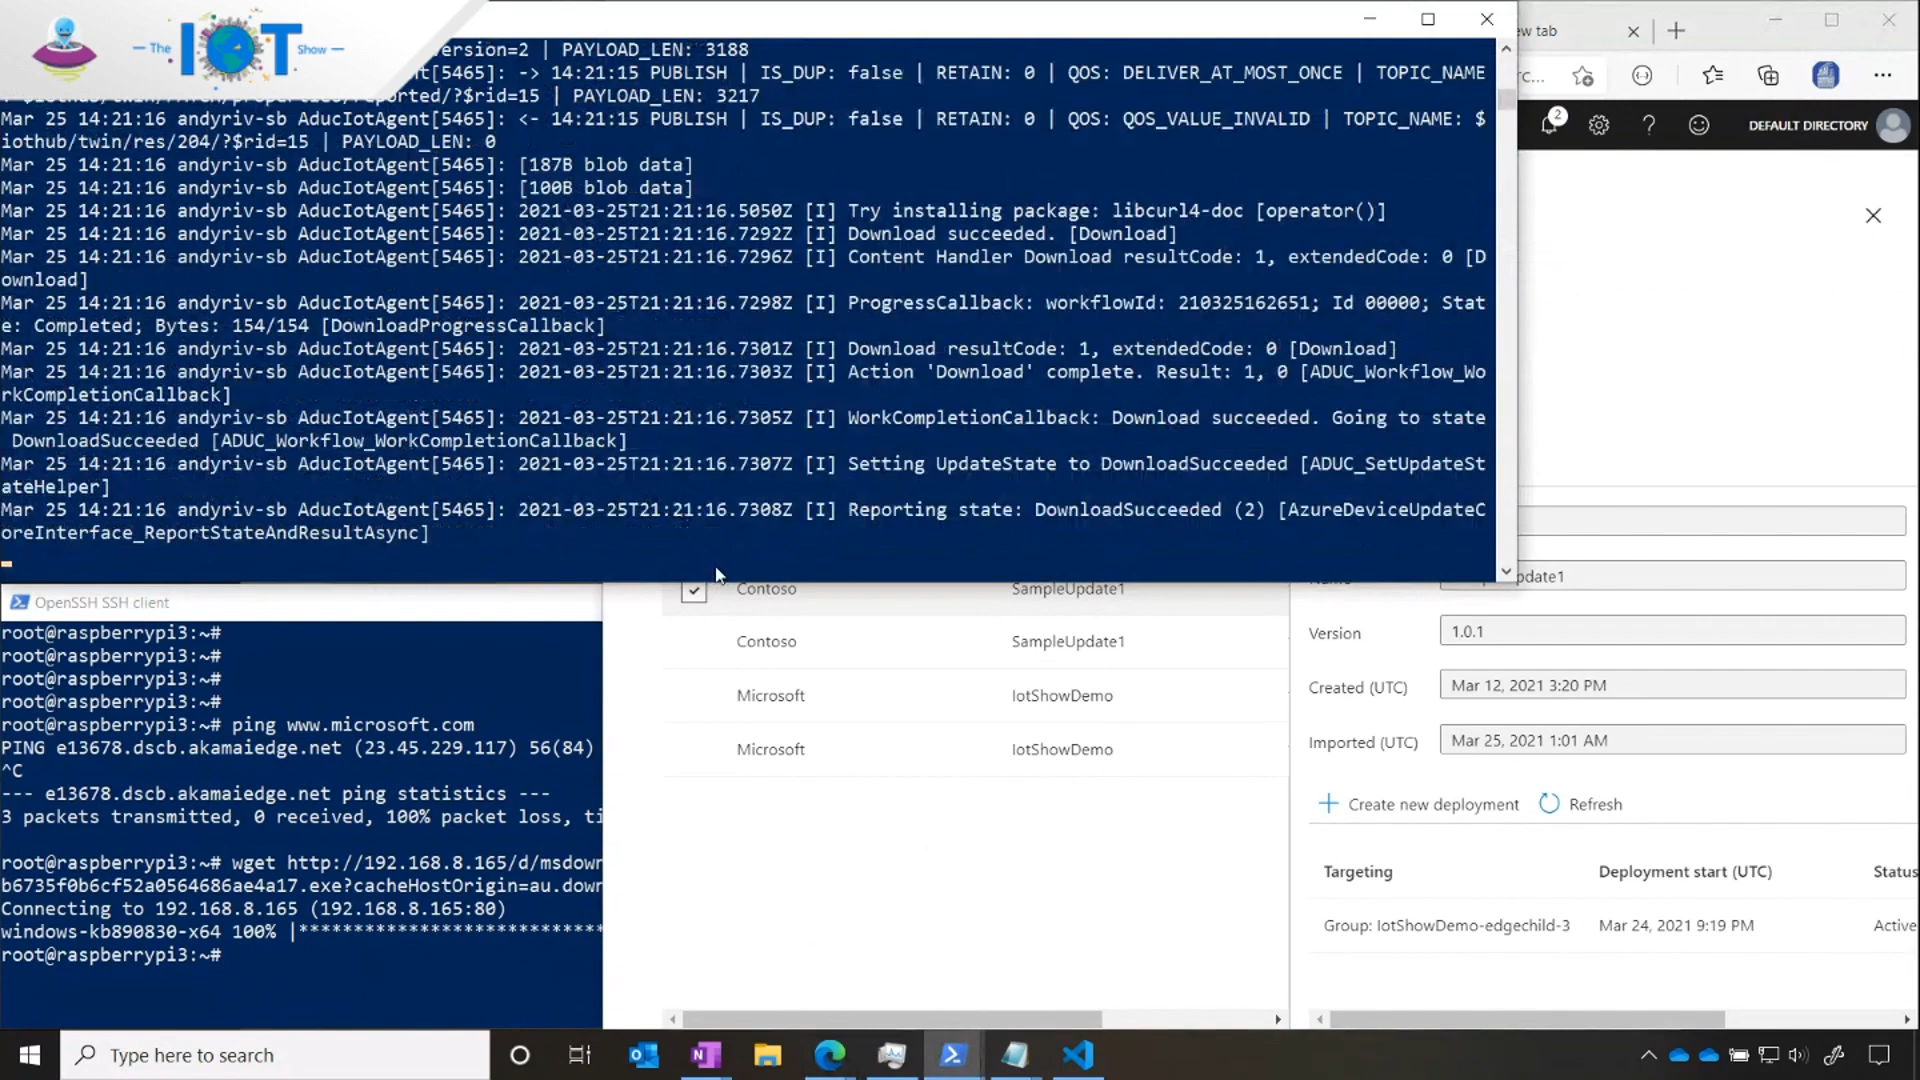 The IOT Show
ersion=2 | PAYLOAD_LEN: 3188
t[5465]: -> 14:21:15 PUBLISH | IS_DUP: false | RETAIN: 0 | QOS: DELIVER_AT_MOST_ONCE | TOPIC_NAME
/?$rid=15 | PAYLOAD_LEN: 3217
Mar 25 14:21:16 andyriv-sb AducIotAgent[5465]: <- 14:21:15 PUBLISH | IS_DUP: false | RETAIN: 0 | QOS: QOS_VALUE_INVALID | TOPIC_NAME: $
iothub/twin/res/204/?$rid=15 | PAYLOAD_LEN: 0
Mar 25 14:21:16 andyriv-sb AducIotAgent[5465]: [187B blob data]
Mar 25 14:21:16 andyriv-sb AducIotAgent[5465]: [100B blob data]
Mar 25 14:21:16 andyriv-sb AducIotAgent[5465]: 2021-03-25T21:21:16.5050Z [I] Try installing package: libcurl4-doc [operator()]
Mar 25 14:21:16 andyriv-sb AducIotAgent[5465]: 2021-03-25T21:21:16.7292Z [I] Download succeeded. [Download]
Mar 25 14:21:16 andyriv-sb AducIotAgent[5465]: 2021-03-25T21:21:16.7296Z [I] Content Handler Download resultCode: 1, extendedCode: 0 [D
ownload]
Mar 25 14:21:16 andyriv-sb AducIotAgent[5465]: 2021-03-25T21:21:16.7298Z [I] ProgressCallback: workflowId: 210325162651; Id 00000; Stat
e: Completed; Bytes: 154/154 [DownloadProgressCallback]
Mar 25 14:21:16 andyriv-sb AducIotAgent[5465]: 2021-03-25T21:21:16.7301Z [I] Download resultCode: 1, extendedCode: 0 [Download]
Mar 25 14:21:16 andyriv-sb AducIotAgent[5465]: 2021-03-25T21:21:16.7303Z [I] Action 'Download' complete. Result: 1, 0 [ADUC_Workflow_Wo
rkCompletionCallback]
Mar 25 14:21:16 andyriv-sb AducIotAgent[5465]: 2021-03-25T21:21:16.7305Z [I] WorkCompletionCallback: Download succeeded. Going to state
DownloadSucceeded [ADUC_Workflow_WorkCompletionCallback]
Mar 25 14:21:16 andyriv-sb AducIotAgent[5465]: 2021-03-25T21:21:16.7307Z [I] Setting UpdateState to DownloadSucceeded [ADUC_SetUpdateSt
ateHelper]
Mar 25 14:21:16 andyriv-sb AducIotAgent[5465]: 2021-03-25T21:21:16.7308Z [I] Reporting state: DownloadSucceeded (2) [AzureDeviceUpdateC
oreInterface_ReportStateAndResultAsync]
ew tab
rc...
2
DEFAULT DIRECTORY
OpenSSH SSH client
root@raspberrypi3:~#
root@raspberrypi3:~#
root@raspberrypi3:~#
root@raspberrypi3:~#
root@raspberrypi3:~# ping www.microsoft.com
PING e13678.dscb.akamaiedge.net (23.45.229.117) 56(84)
^C
--- e13678.dscb.akamaiedge.net ping statistics ---
3 packets transmitted, 0 received, 100% packet loss, ti
root@raspberrypi3:~# wget http://192.168.8.165/d/msdown
b6735f0b6cf52a0564686ae4a17.exe?cacheHostOrigin=au.down
Connecting to 192.168.8.165 (192.168.8.165:80)
windows-kb890830-x64 100% |***************************
root@raspberrypi3:~#
Contoso SampleUpdate1
Contoso SampleUpdate1
Microsoft IotShowDemo
Microsoft IotShowDemo
pdate1
Version 1.0.1
Created (UTC) Mar 12, 2021 3:20 PM
Imported (UTC) Mar 25, 2021 1:01 AM
Create new deployment Refresh
Targeting Deployment start (UTC) Status
Group: IotShowDemo-edgechild-3 Mar 24, 2021 9:19 PM Active
Type here to search